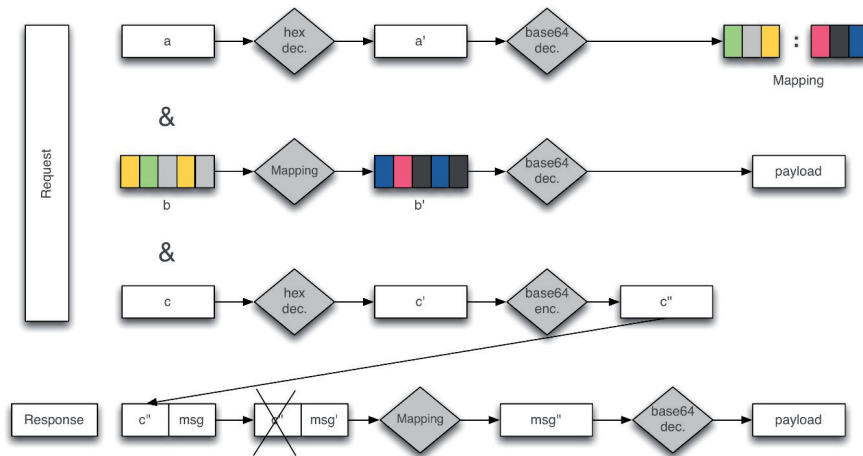 a
hex
dec.
a'
base64
dec.
:
Mapping
&
Request
b
Mapping
b'
base64
dec.
payload
&
c
hex
dec.
c'
base64
enc.
c"
Response
c"
msg
c"
msg'
Mapping
msg"
base64
dec.
payload